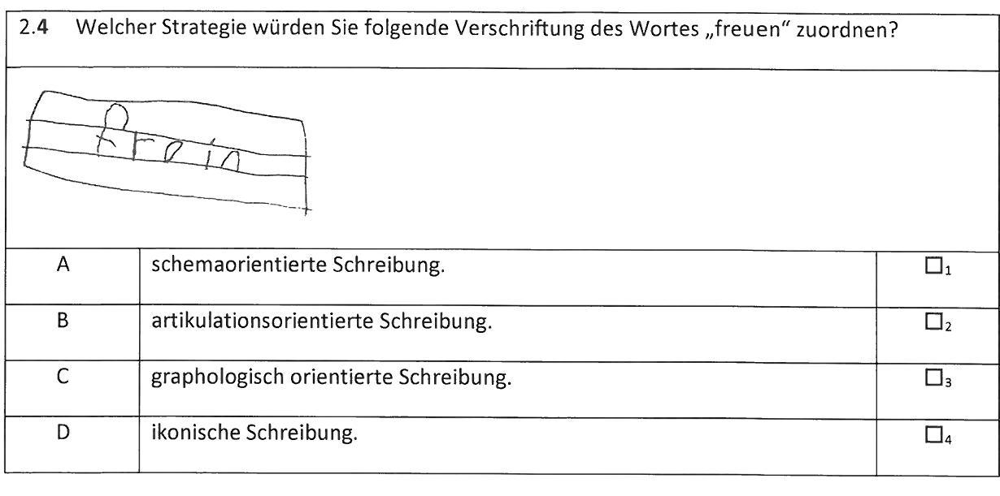 2.4 Welcher Strategie würden Sie folgende Verschriftung des Wortes „freuen“ zuordnen?
froin
A schemaorientierte Schreibung. □1
B artikulationsorientierte Schreibung. □2
C graphologisch orientierte Schreibung. □3
D ikonische Schreibung. □4